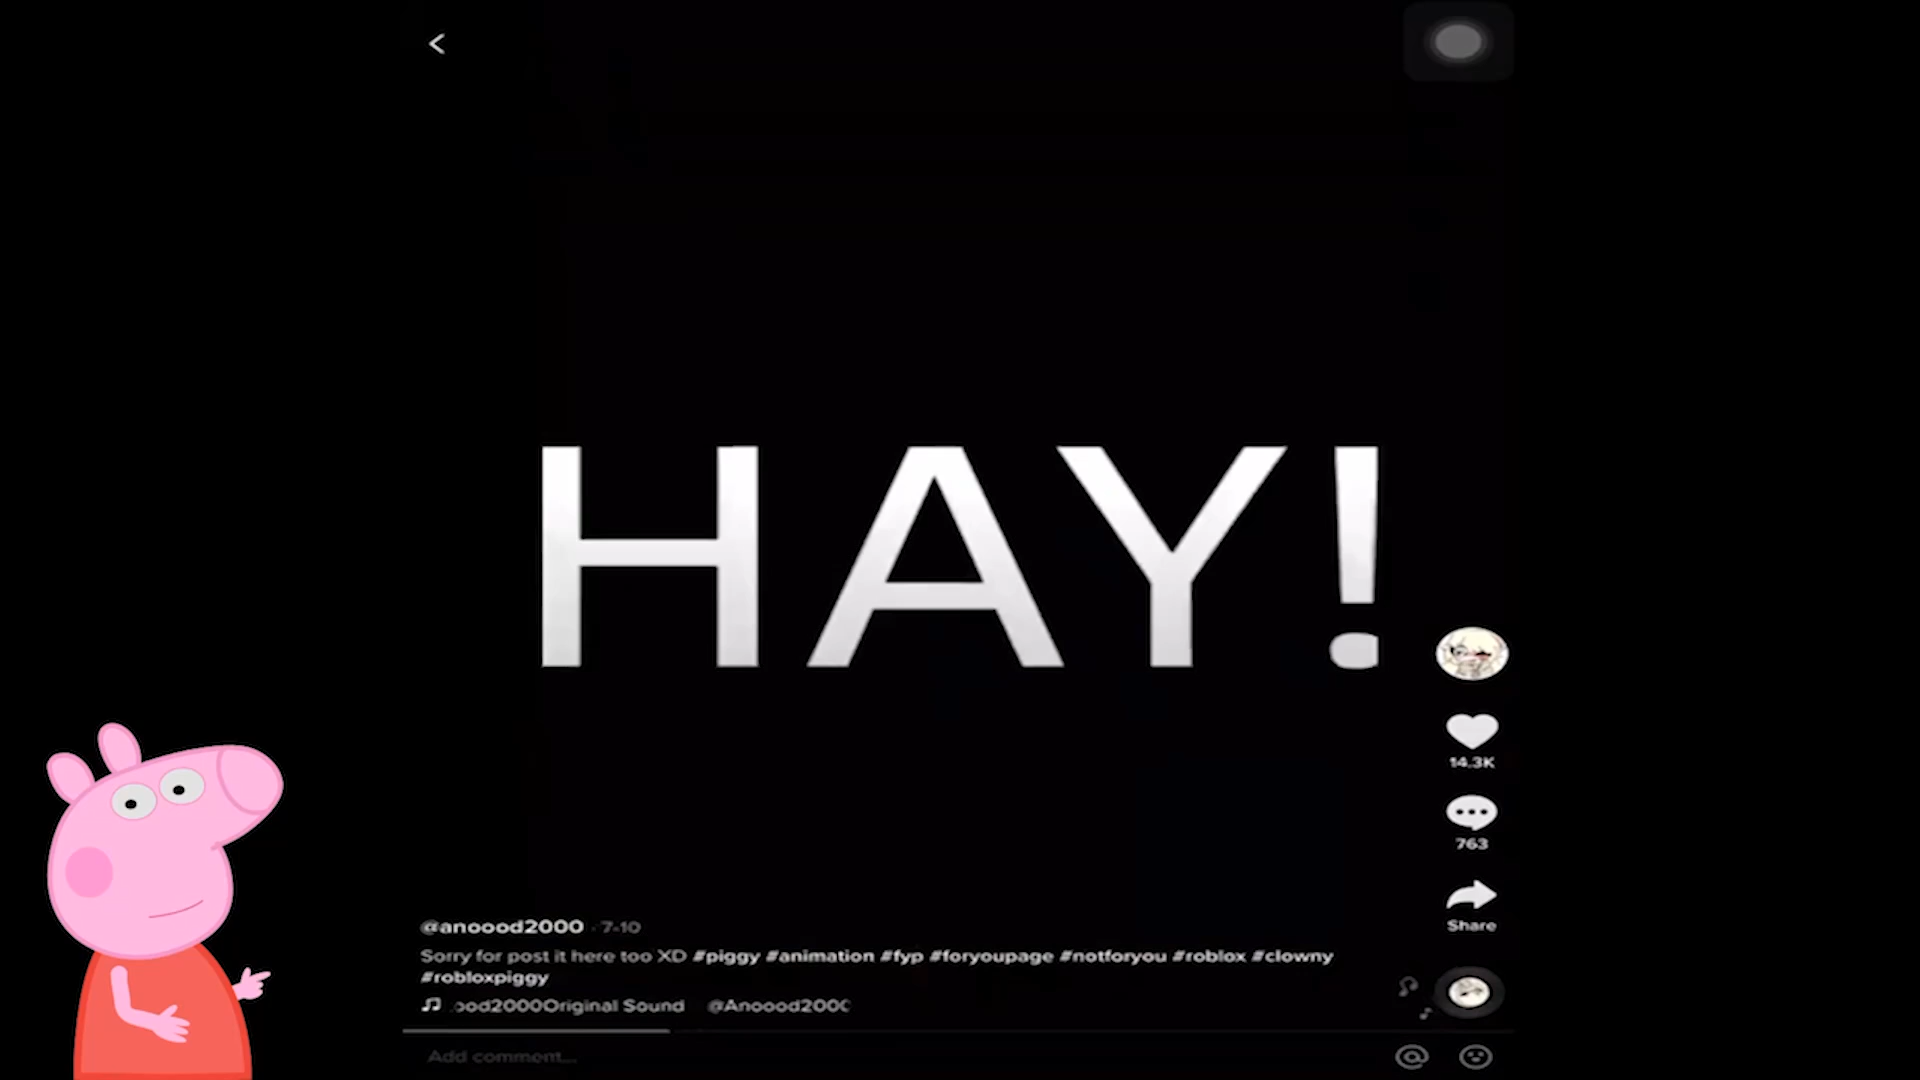 HAY!
14.3K
763
Share
@anoood2000 · 7-10
Sorry for post it here too XD #piggy #animation #fyp #foryoupage #notforyou #roblox #clowny
#robloxpiggy
ood2000Original Sound @Anoood2000
Add comment...